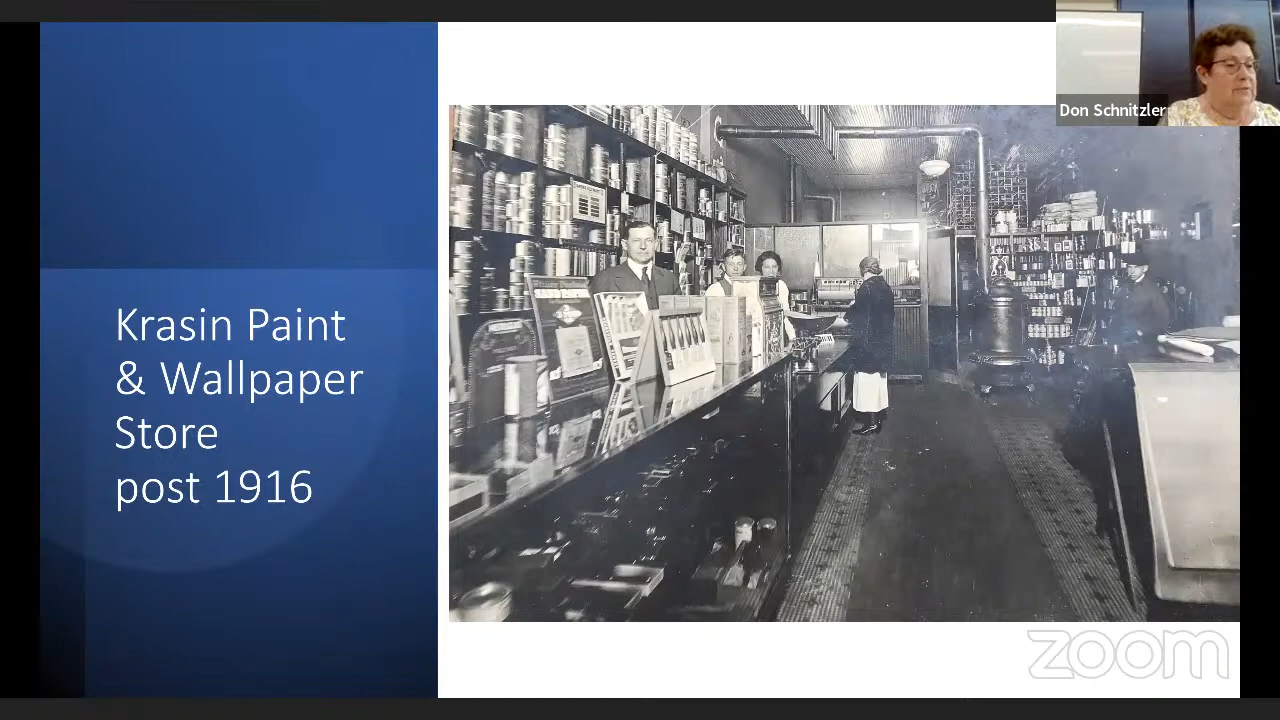 Krasin Paint
& Wallpaper
Store
post 1916
Don Schnitzler
zoom